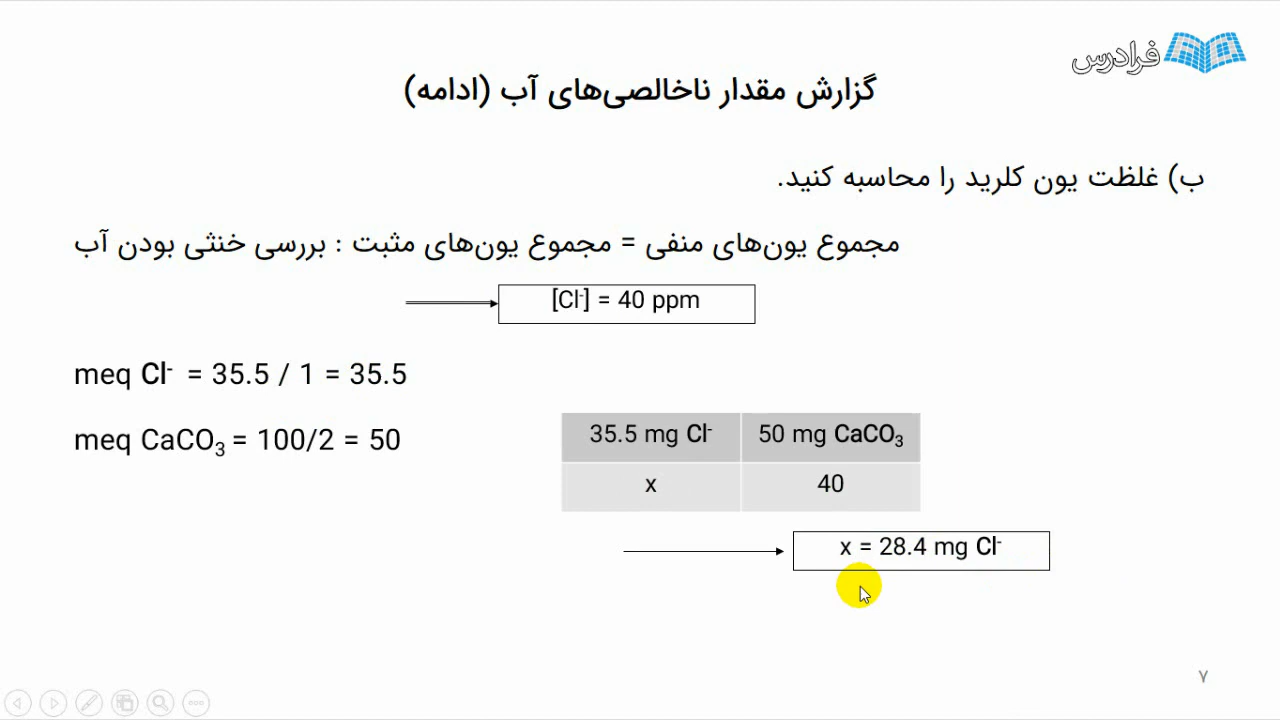 فرادرس
گزارش مقدار ناخالصی‌های آب (ادامه)
ب) غلظت یون کلرید را محاسبه کنید.
مجموع یون‌های منفی = مجموع یون‌های مثبت : بررسی خنثی بودن آب
[Cl⁻] = 40 ppm
meq Cl⁻ = 35.5 / 1 = 35.5
meq CaCO₃ = 100/2 = 50
35.5 mg Cl⁻ 50 mg CaCO₃
x 40
x = 28.4 mg Cl⁻
۷